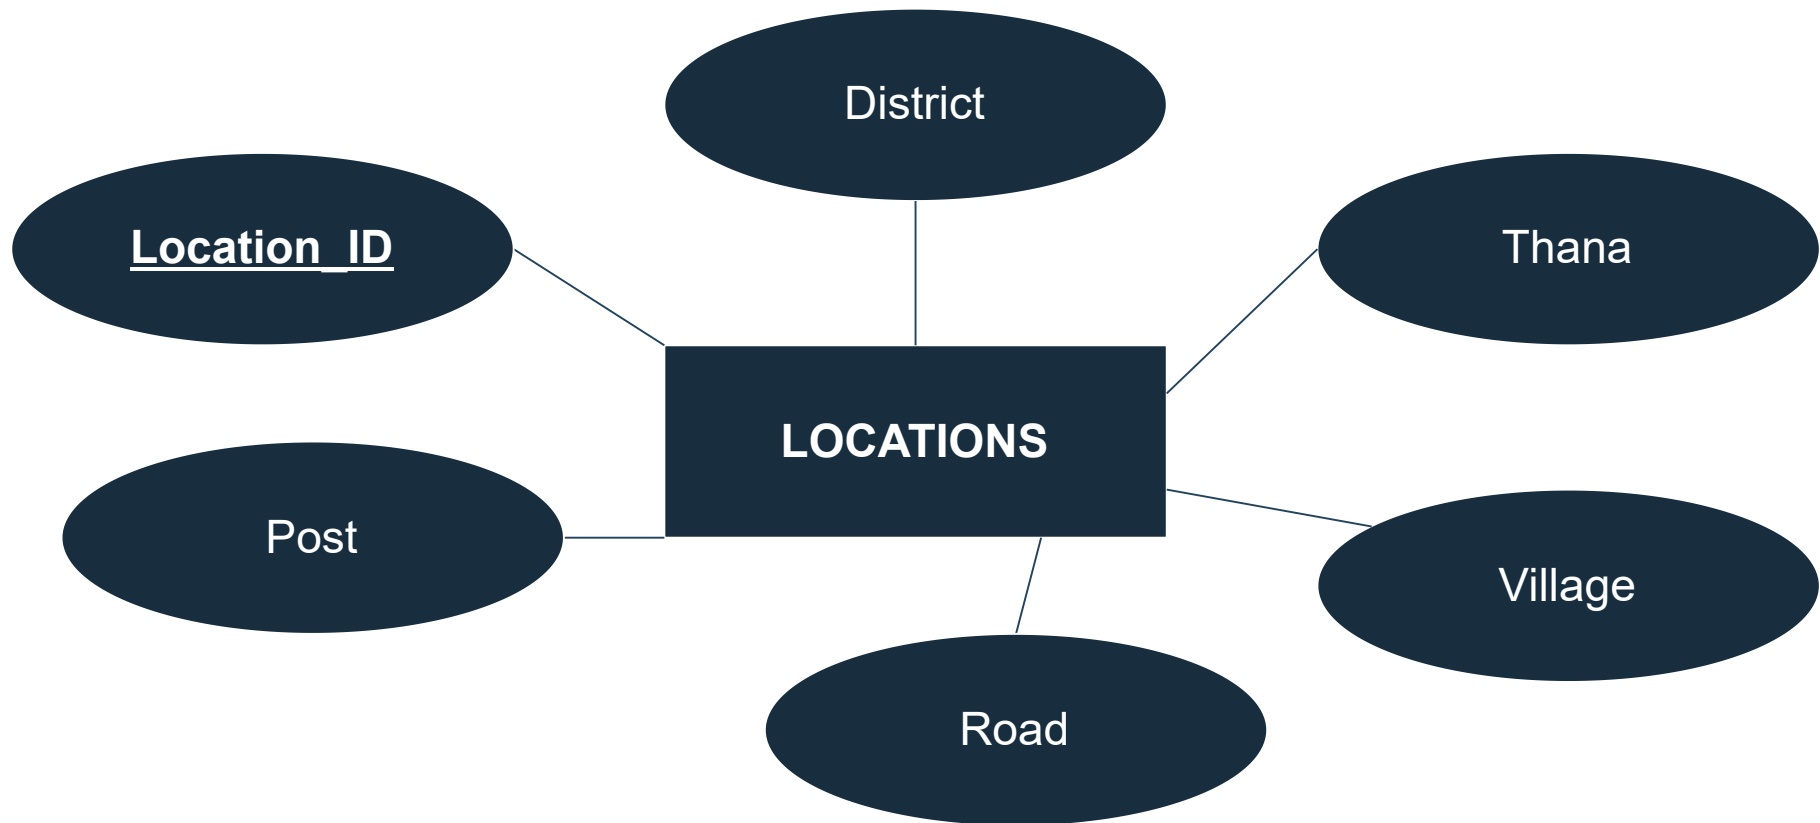 District
Location_ID
Thana
LOCATIONS
Post
Village
Road